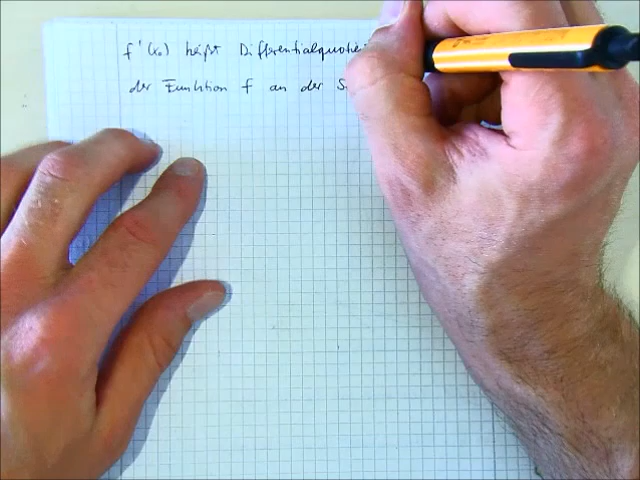 f'(x₀) heißt Differentialquotient
der Funktion f an der